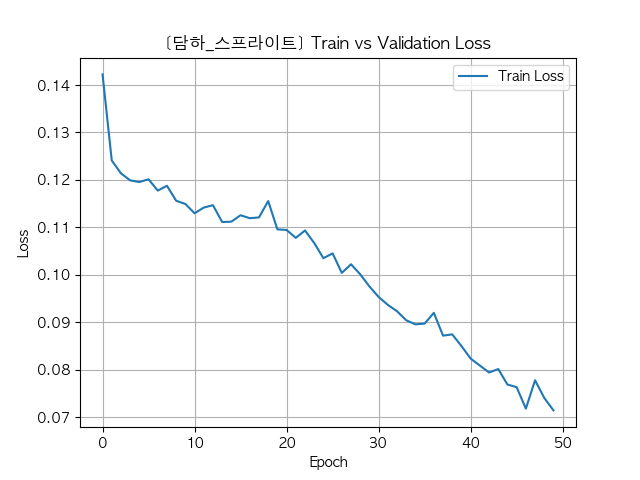 [담하_스프라이트] Train vs Validation Loss
Train Loss
0.14
0.13
0.12
0.11
0.10
0.09
0.08
0.07
Loss
0 10 20 30 40 50
Epoch